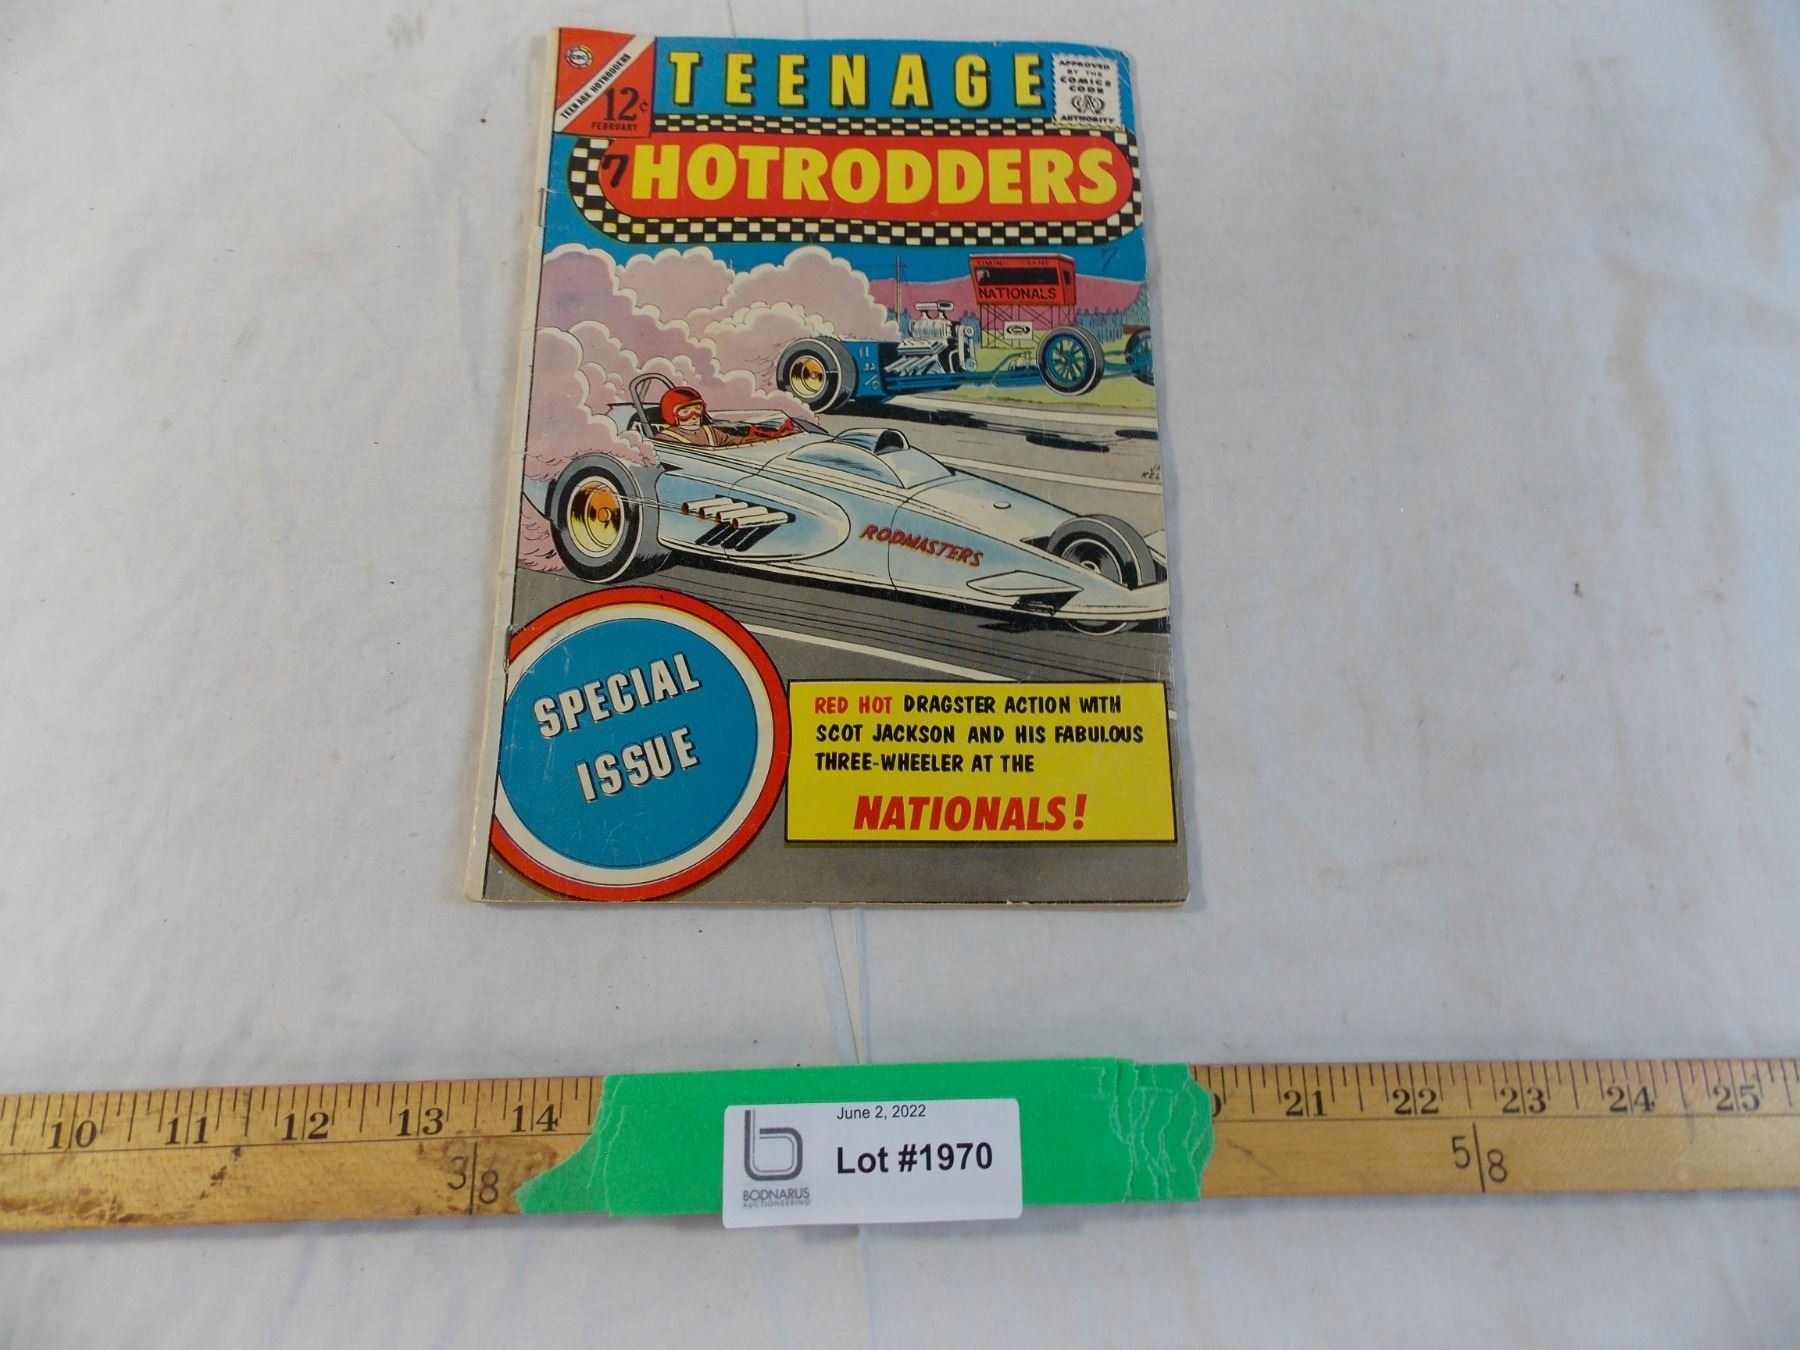 CDC
TEENAGE HOTRODDERS
12¢
FEBRUARY
TEENAGE
APPROVED
BY THE
COMICS
CODE
CA
AUTHORITY
7 HOTRODDERS
NATIONALS
RODMASTERS
SPECIAL
ISSUE
RED HOT DRAGSTER ACTION WITH
SCOT JACKSON AND HIS FABULOUS
THREE-WHEELER AT THE
NATIONALS!
10 11 12 13 14 21 22 23 24 25
3|8 5|8
June 2, 2022
Lot #1970
b
BODNARUS
AUCTIONEERING